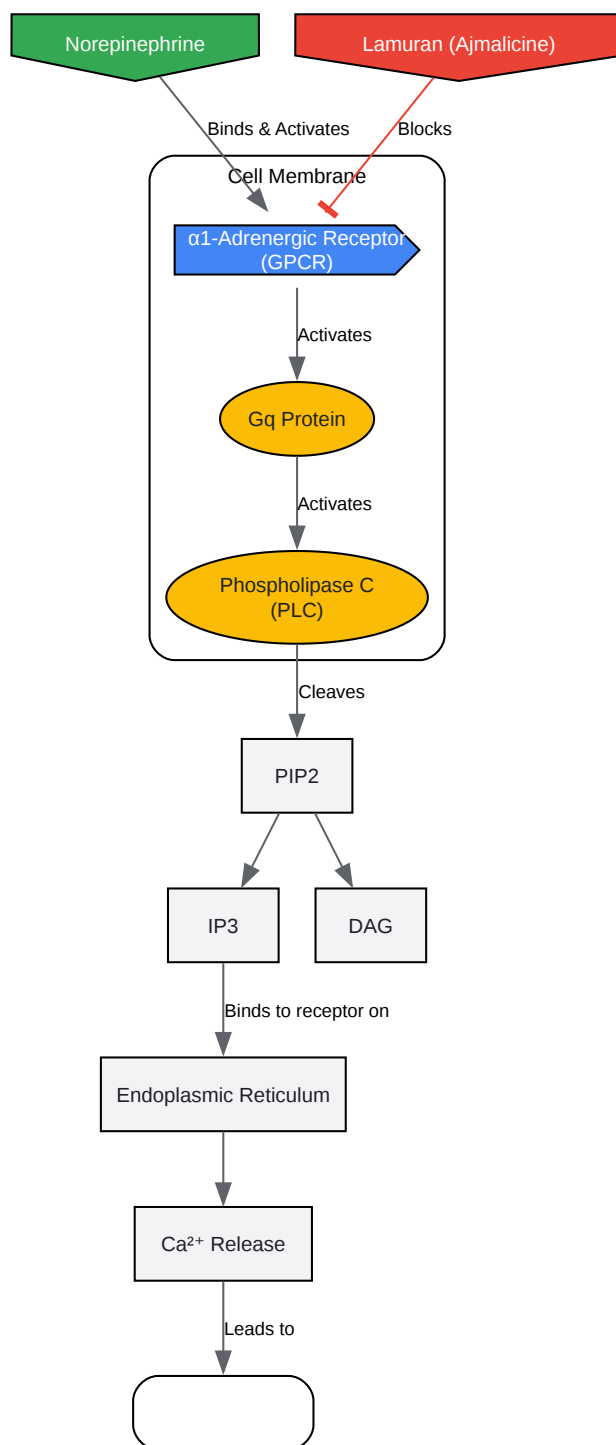 Norepinephrine
Lamuran (Ajmalicine)
Binds & Activates
Blocks
Cell Membrane
α1-Adrenergic Receptor
(GPCR)
Activates
Gq Protein
Activates
Phospholipase C
(PLC)
Cleaves
PIP2
IP3
DAG
Binds to receptor on
Endoplasmic Reticulum
Ca²⁺ Release
Leads to